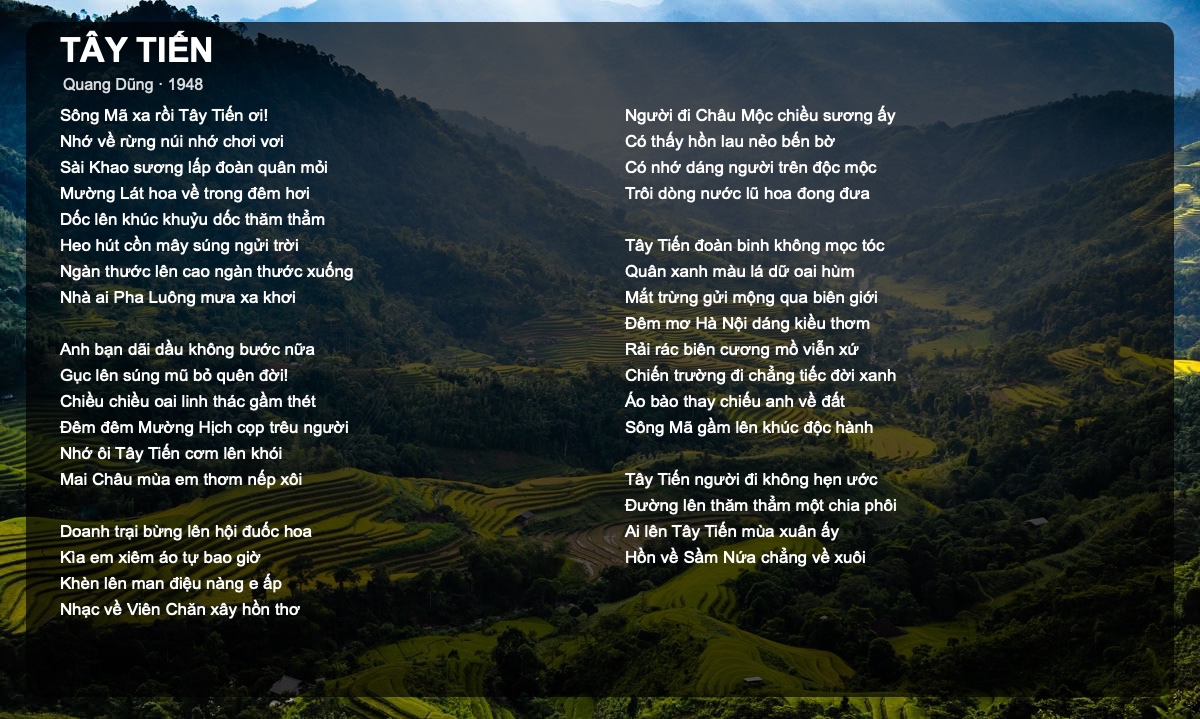 TÂY TIẾN
Quang Dũng · 1948
Sông Mã xa rồi Tây Tiến ơi!
Nhớ về rừng núi nhớ chơi vơi
Sài Khao sương lấp đoàn quân mỏi
Mường Lát hoa về trong đêm hơi
Dốc lên khúc khuỷu dốc thăm thẳm
Heo hút cồn mây súng ngửi trời
Ngàn thước lên cao ngàn thước xuống
Nhà ai Pha Luông mưa xa khơi
Anh bạn dãi dầu không bước nữa
Gục lên súng mũ bỏ quên đời!
Chiều chiều oai linh thác gầm thét
Đêm đêm Mường Hịch cọp trêu người
Nhớ ôi Tây Tiến cơm lên khói
Mai Châu mùa em thơm nếp xôi
Doanh trại bừng lên hội đuốc hoa
Kìa em xiêm áo tự bao giờ
Khèn lên man điệu nàng e ấp
Nhạc về Viên Chăn xây hồn thơ
Người đi Châu Mộc chiều sương ấy
Có thấy hồn lau nẻo bến bờ
Có nhớ dáng người trên độc mộc
Trôi dòng nước lũ hoa đong đưa
Tây Tiến đoàn binh không mọc tóc
Quân xanh màu lá dữ oai hùm
Mắt trừng gửi mộng qua biên giới
Đêm mơ Hà Nội dáng kiều thơm
Rải rác biên cương mồ viễn xứ
Chiến trường đi chẳng tiếc đời xanh
Áo bào thay chiếu anh về đất
Sông Mã gầm lên khúc độc hành
Tây Tiến người đi không hẹn ước
Đường lên thăm thẳm một chia phôi
Ai lên Tây Tiến mùa xuân ấy
Hồn về Sầm Nứa chẳng về xuôi